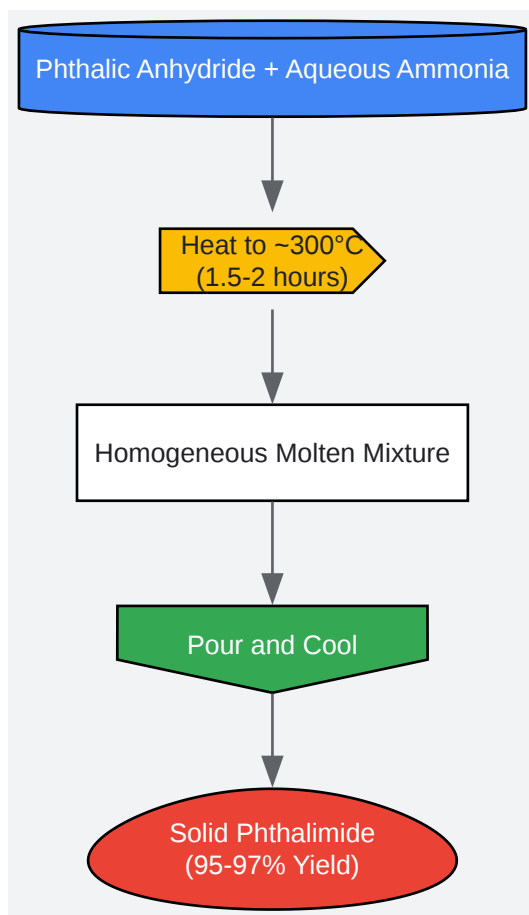 Phthalic Anhydride + Aqueous Ammonia
Heat to ~300°C
(1.5-2 hours)
Homogeneous Molten Mixture
Pour and Cool
Solid Phthalimide
(95-97% Yield)